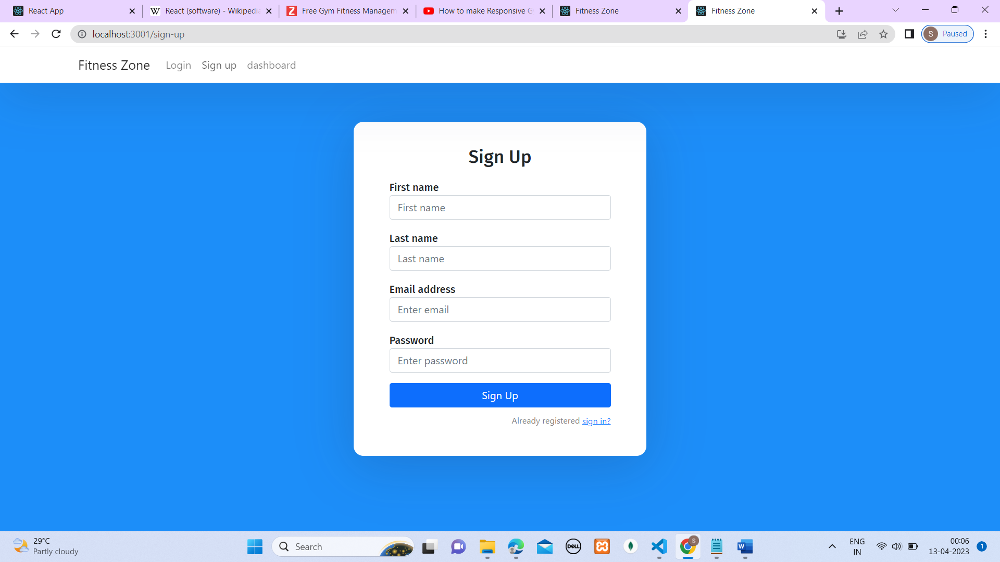 React App
React (software) - Wikipedia
Free Gym Fitness Managem
How to make Responsive Gy
Fitness Zone
Fitness Zone
localhost:3001/sign-up
S Paused
Fitness Zone Login Sign up dashboard
Sign Up
First name
First name
Last name
Last name
Email address
Enter email
Password
Enter password
Sign Up
Already registered sign in?
29°C
Partly cloudy
Search
DELL
S
W
ENG
IN
00:06
13-04-2023
1